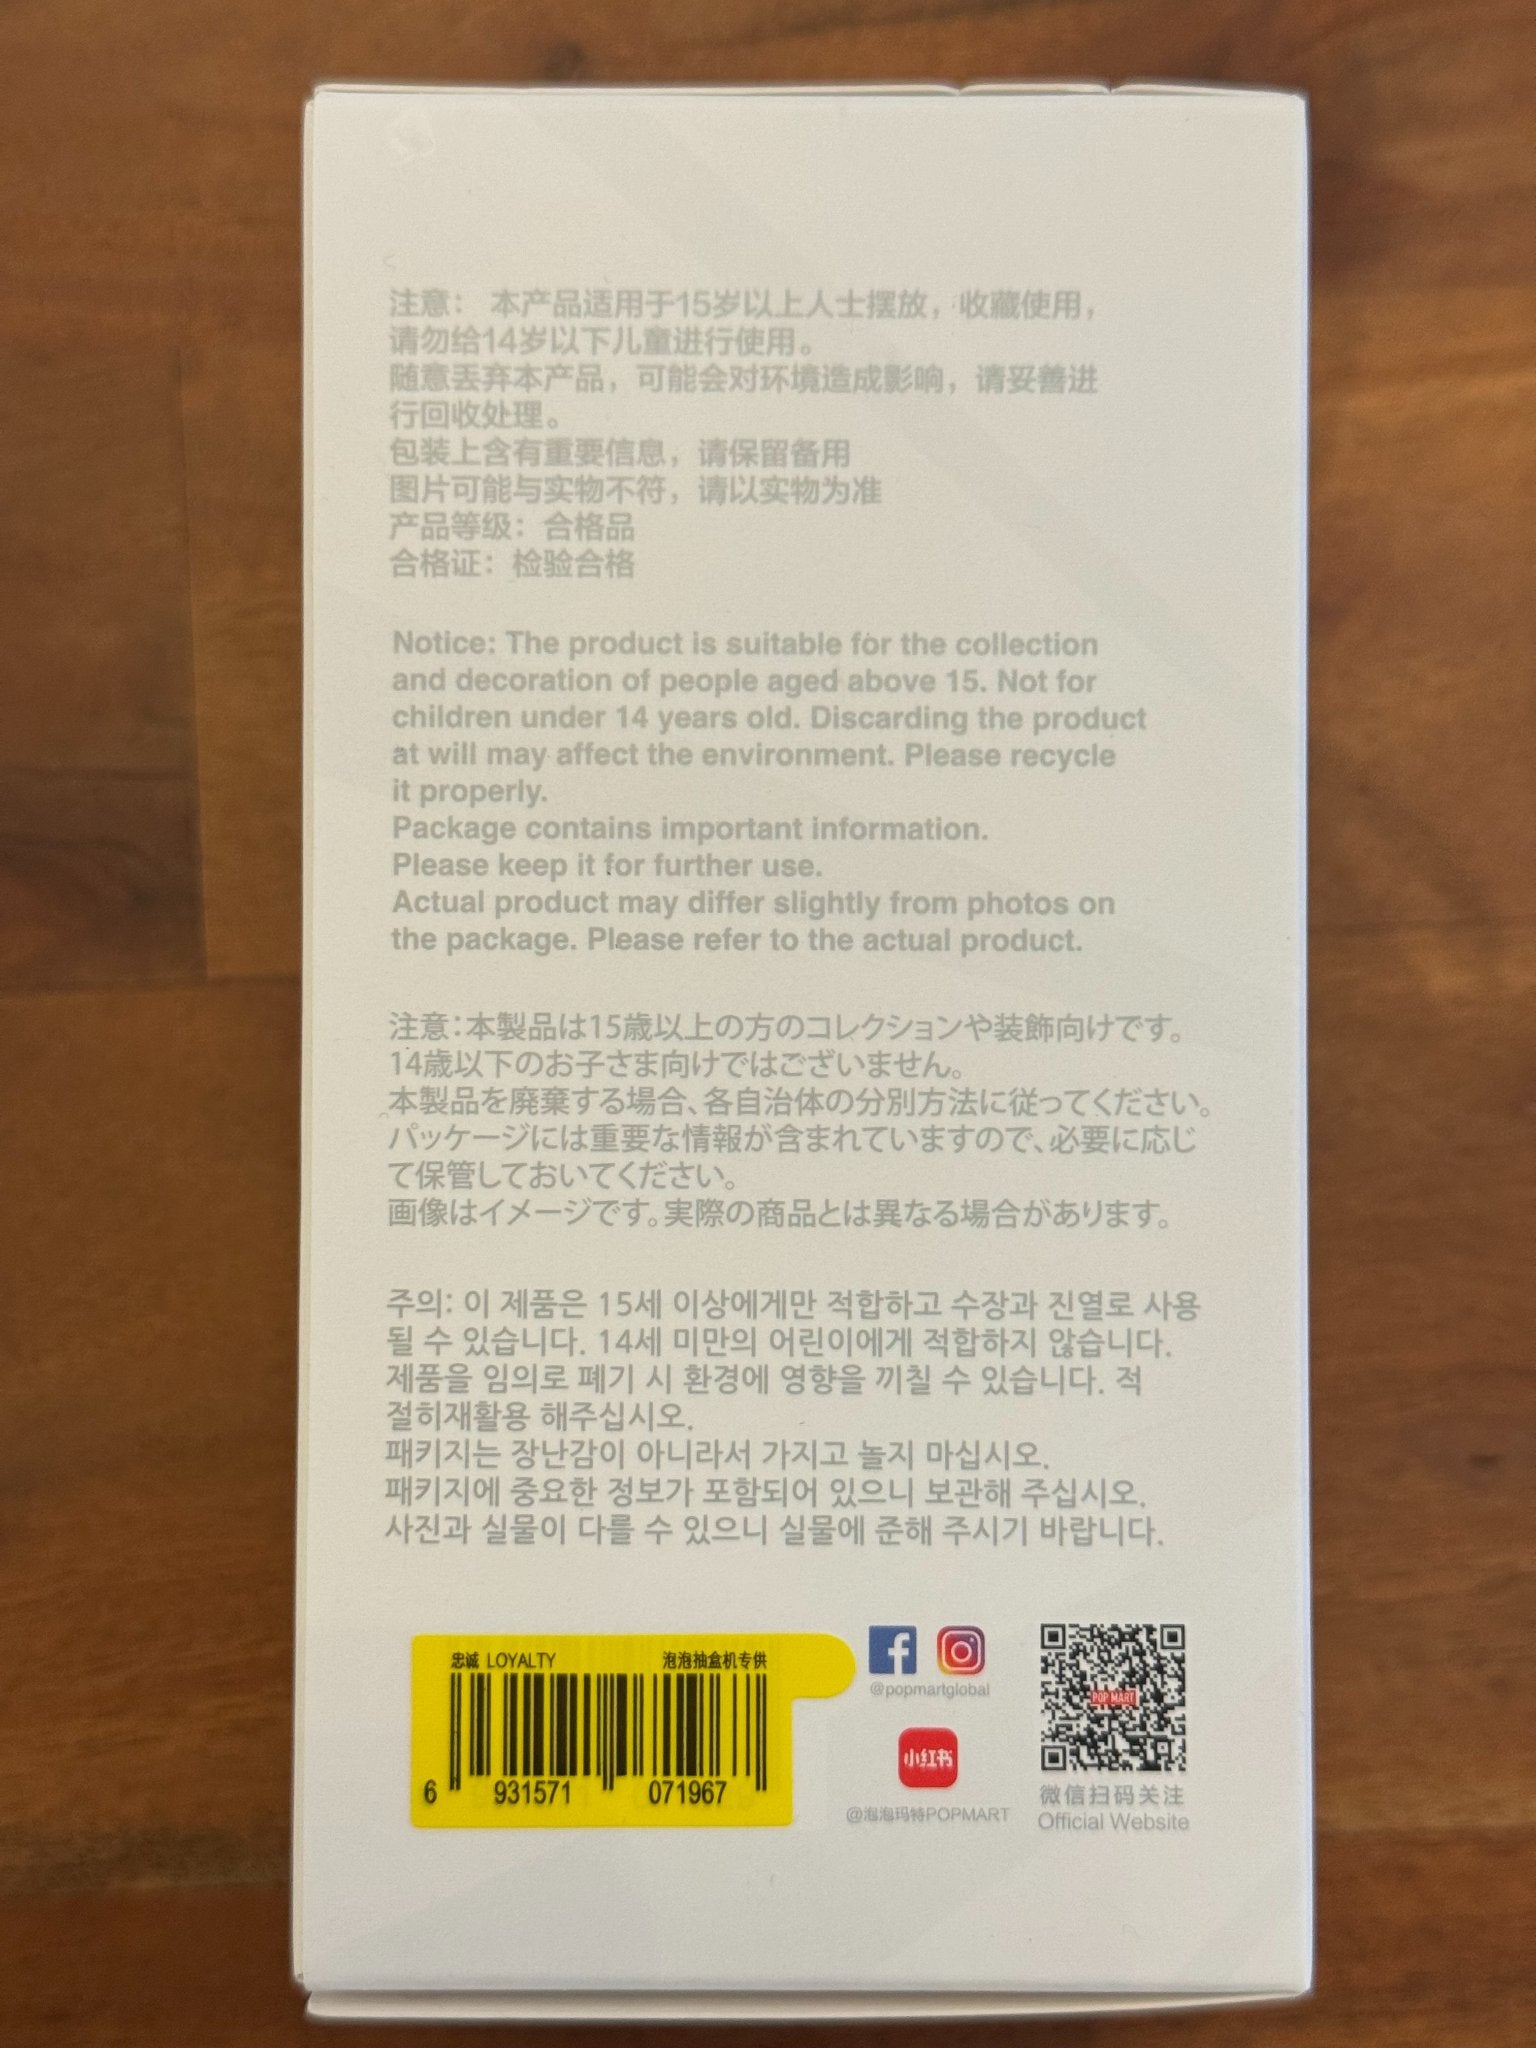 注意： 本产品适用于15岁以上人士摆放，收藏使用，
请勿给14岁以下儿童进行使用。
随意丢弃本产品，可能会对环境造成影响，请妥善进
行回收处理。
包装上含有重要信息，请保留备用
图片可能与实物不符，请以实物为准
产品等级：合格品
合格证：检验合格
Notice: The product is suitable for the collection
and decoration of people aged above 15. Not for
children under 14 years old. Discarding the product
at will may affect the environment. Please recycle
it properly.
Package contains important information.
Please keep it for further use.
Actual product may differ slightly from photos on
the package. Please refer to the actual product.
注意：本製品は15歳以上の方のコレクションや装飾向けです。
14歳以下のお子さま向けではございません。
本製品を廃棄する場合、各自治体の分別方法に従ってください。
パッケージには重要な情報が含まれていますので、必要に応じ
て保管しておいてください。
画像はイメージです。実際の商品とは異なる場合があります。
주의: 이 제품은 15세 이상에게만 적합하고 수장과 진열로 사용
될 수 있습니다. 14세 미만의 어린이에게 적합하지 않습니다.
제품을 임의로 폐기 시 환경에 영향을 끼칠 수 있습니다. 적
절히재활용 해주십시오.
패키지는 장난감이 아니라서 가지고 놀지 마십시오.
패키지에 중요한 정보가 포함되어 있으니 보관해 주십시오.
사진과 실물이 다를 수 있으니 실물에 준해 주시기 바랍니다.
忠诚 LOYALTY 泡泡抽盒机专供
6 931571 071967
@popmartglobal
小红书
@泡泡玛特POPMART
POP MART
微信扫码关注
Official Website